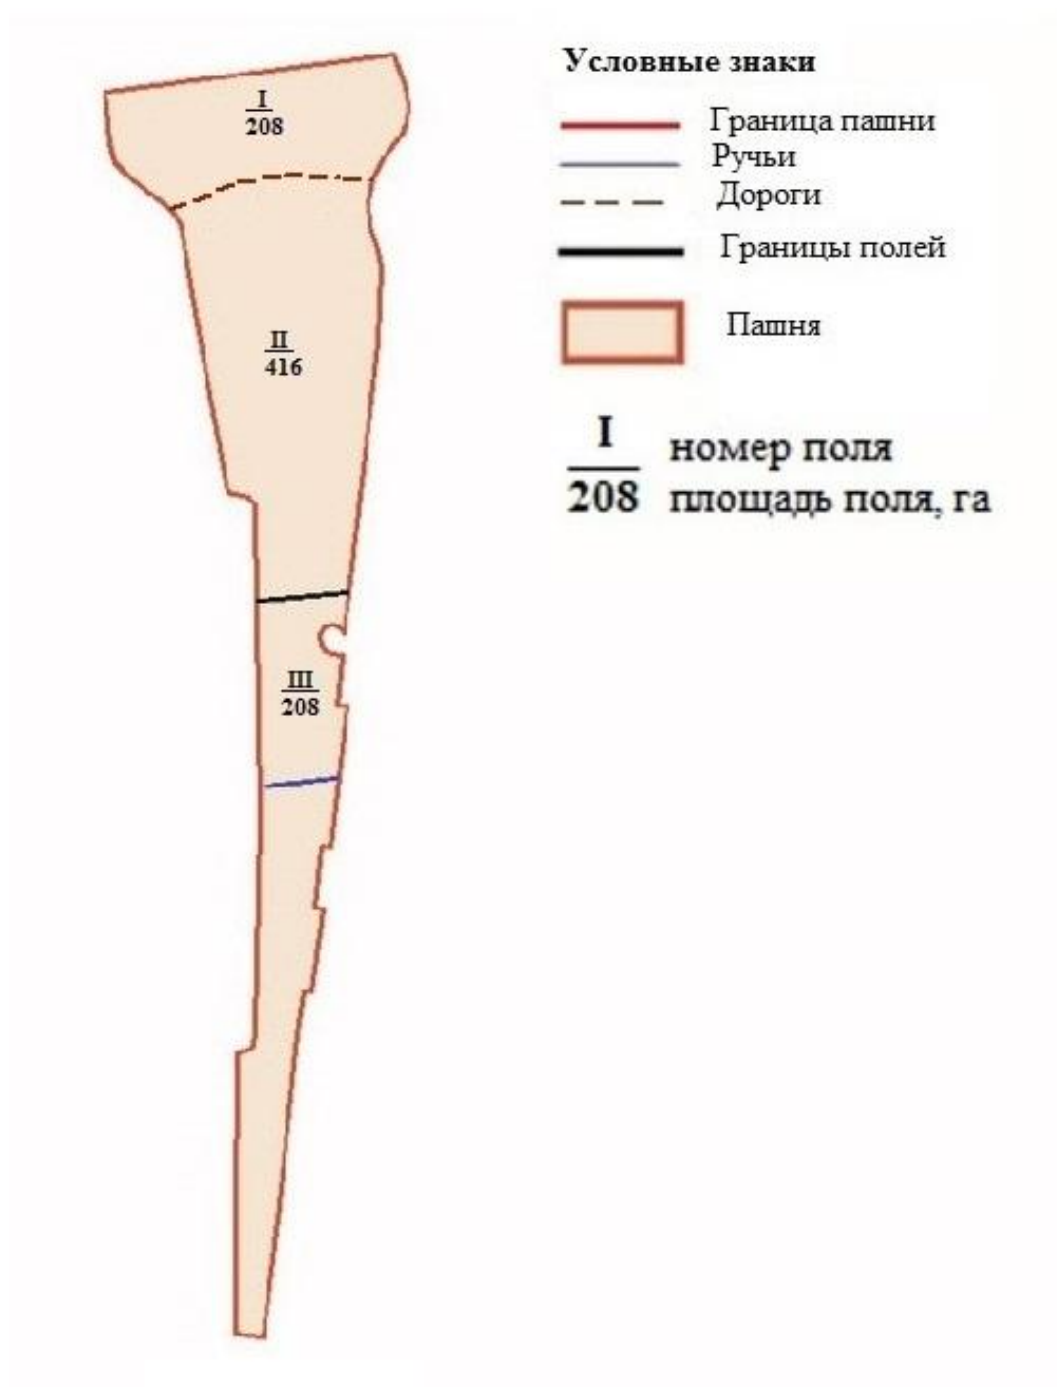 I
208
II
416
III
208
Условные знаки
Граница пашни
Ручьи
Дороги
Границы полей
Пашня
I номер поля
208 площадь поля, га